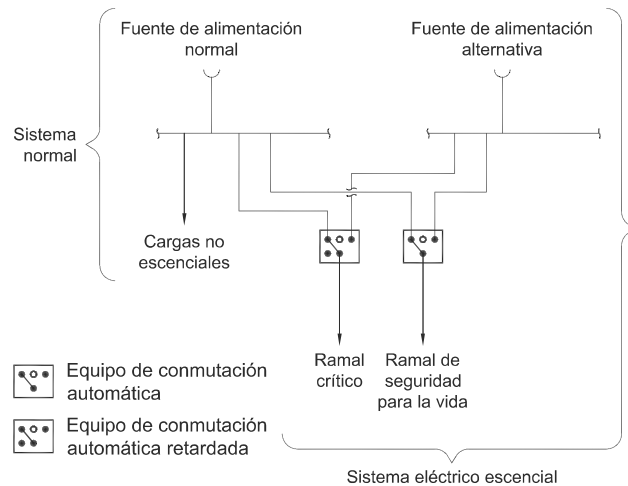 Fuente de alimentación
normal
Fuente de alimentación
alternativa
Sistema
normal
Cargas no
escenciales
Ramal
crítico
Ramal de
seguridad
para la vida
Equipo de conmutación
automática
Equipo de conmutación
automática retardada
Sistema eléctrico escencial